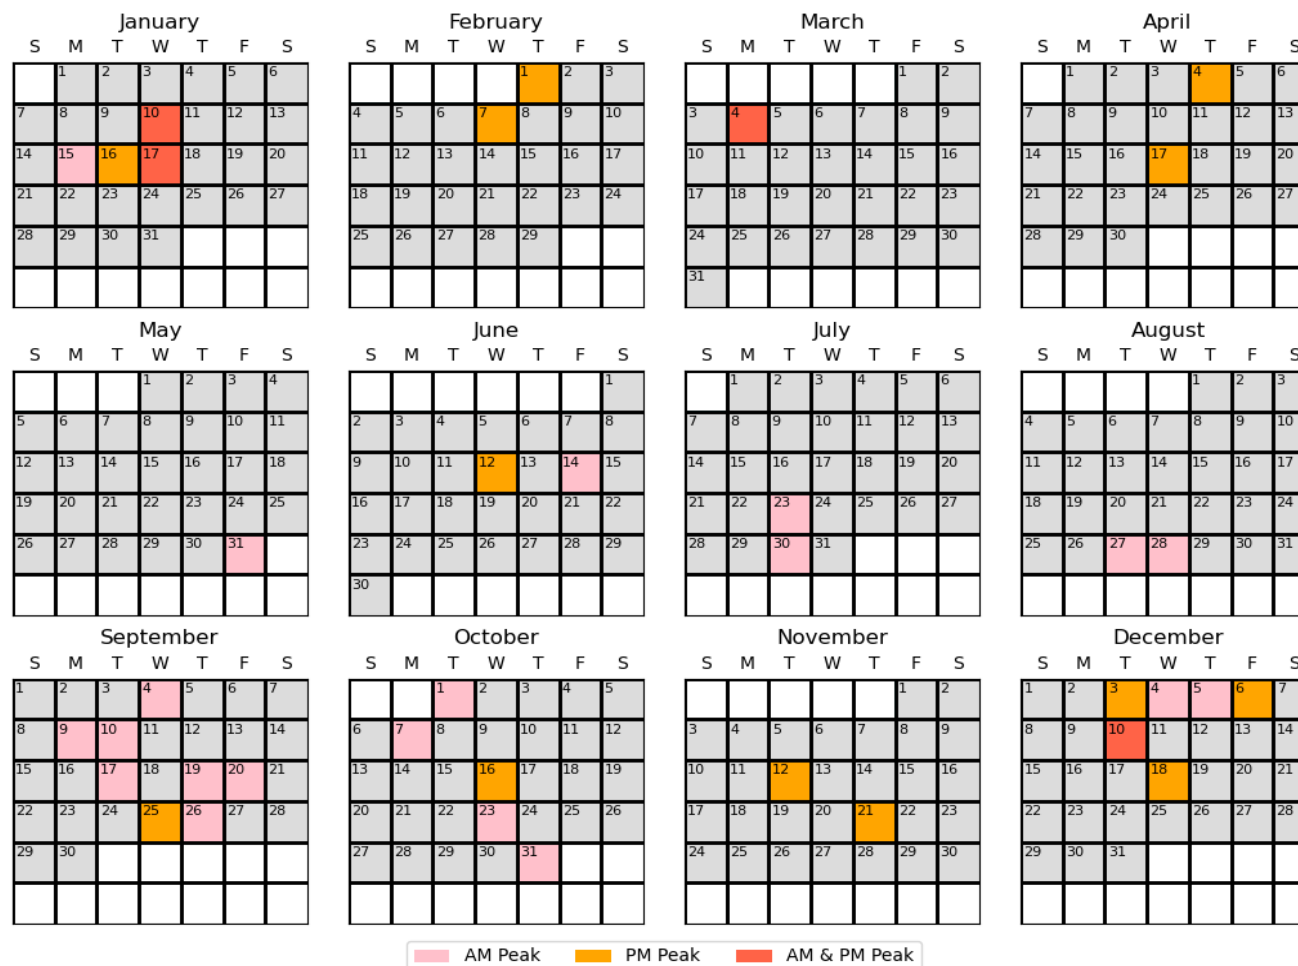 January February March April
S M T W T F S S M T W T F S S M T W T F S S M T W T F S
1 2 3 4 5 6 1 2 3 1 2 1 2 3 4 5 6
7 8 9 10 11 12 13 4 5 6 7 8 9 10 3 4 5 6 7 8 9 7 8 9 10 11 12 13
14 15 16 17 18 19 20 11 12 13 14 15 16 17 10 11 12 13 14 15 16 14 15 16 17 18 19 20
21 22 23 24 25 26 27 18 19 20 21 22 23 24 17 18 19 20 21 22 23 21 22 23 24 25 26 27
28 29 30 31 25 26 27 28 29 24 25 26 27 28 29 30 28 29 30
31
May June July August
S M T W T F S S M T W T F S S M T W T F S S M T W T F S
1 2 3 4 1 1 2 3 4 5 6 1 2 3
5 6 7 8 9 10 11 2 3 4 5 6 7 8 7 8 9 10 11 12 13 4 5 6 7 8 9 10
12 13 14 15 16 17 18 9 10 11 12 13 14 15 14 15 16 17 18 19 20 11 12 13 14 15 16 17
19 20 21 22 23 24 25 16 17 18 19 20 21 22 21 22 23 24 25 26 27 18 19 20 21 22 23 24
26 27 28 29 30 31 23 24 25 26 27 28 29 28 29 30 31 25 26 27 28 29 30 31
30
September October November December
S M T W T F S S M T W T F S S M T W T F S S M T W T F S
1 2 3 4 5 6 7 1 2 3 4 5 1 2 1 2 3 4 5 6 7
8 9 10 11 12 13 14 6 7 8 9 10 11 12 3 4 5 6 7 8 9 8 9 10 11 12 13 14
15 16 17 18 19 20 21 13 14 15 16 17 18 19 10 11 12 13 14 15 16 15 16 17 18 19 20 21
22 23 24 25 26 27 28 20 21 22 23 24 25 26 17 18 19 20 21 22 23 22 23 24 25 26 27 28
29 30 27 28 29 30 31 24 25 26 27 28 29 30 29 30 31
AM Peak PM Peak AM & PM Peak